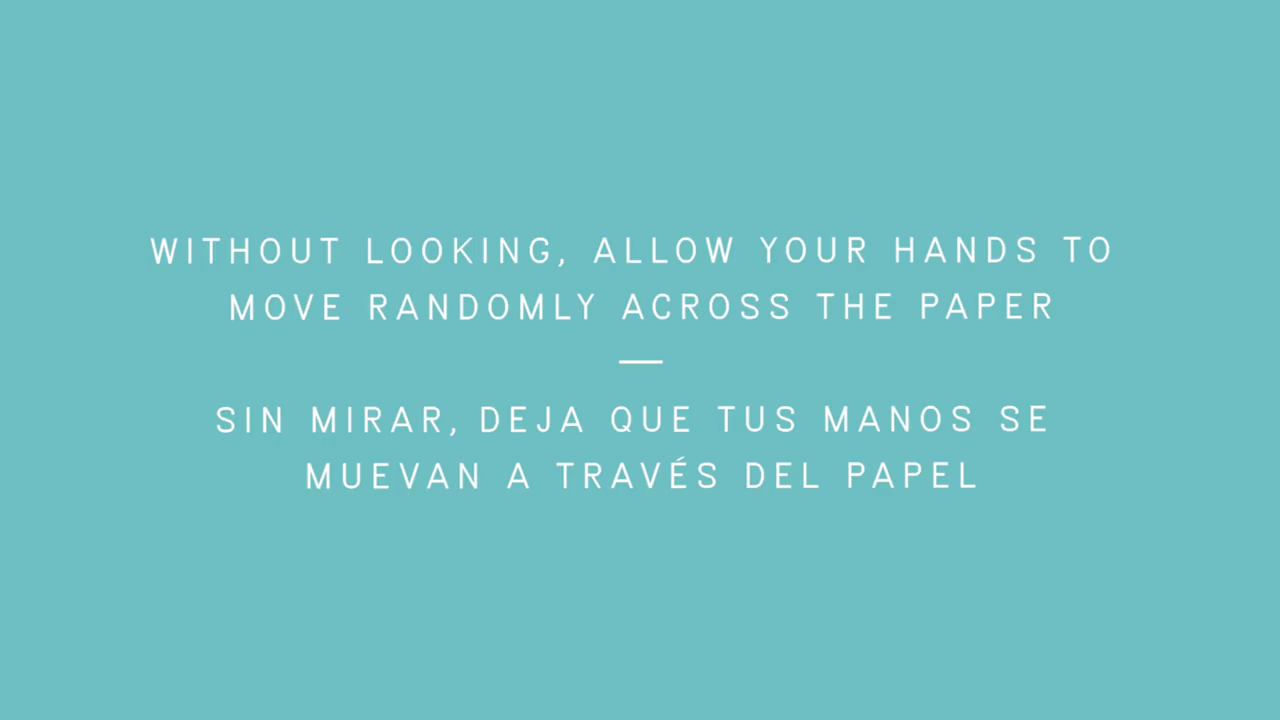 WITHOUT LOOKING, ALLOW YOUR HANDS TO
MOVE RANDOMLY ACROSS THE PAPER
—
SIN MIRAR, DEJA QUE TUS MANOS SE
MUEVAN A TRAVÉS DEL PAPEL